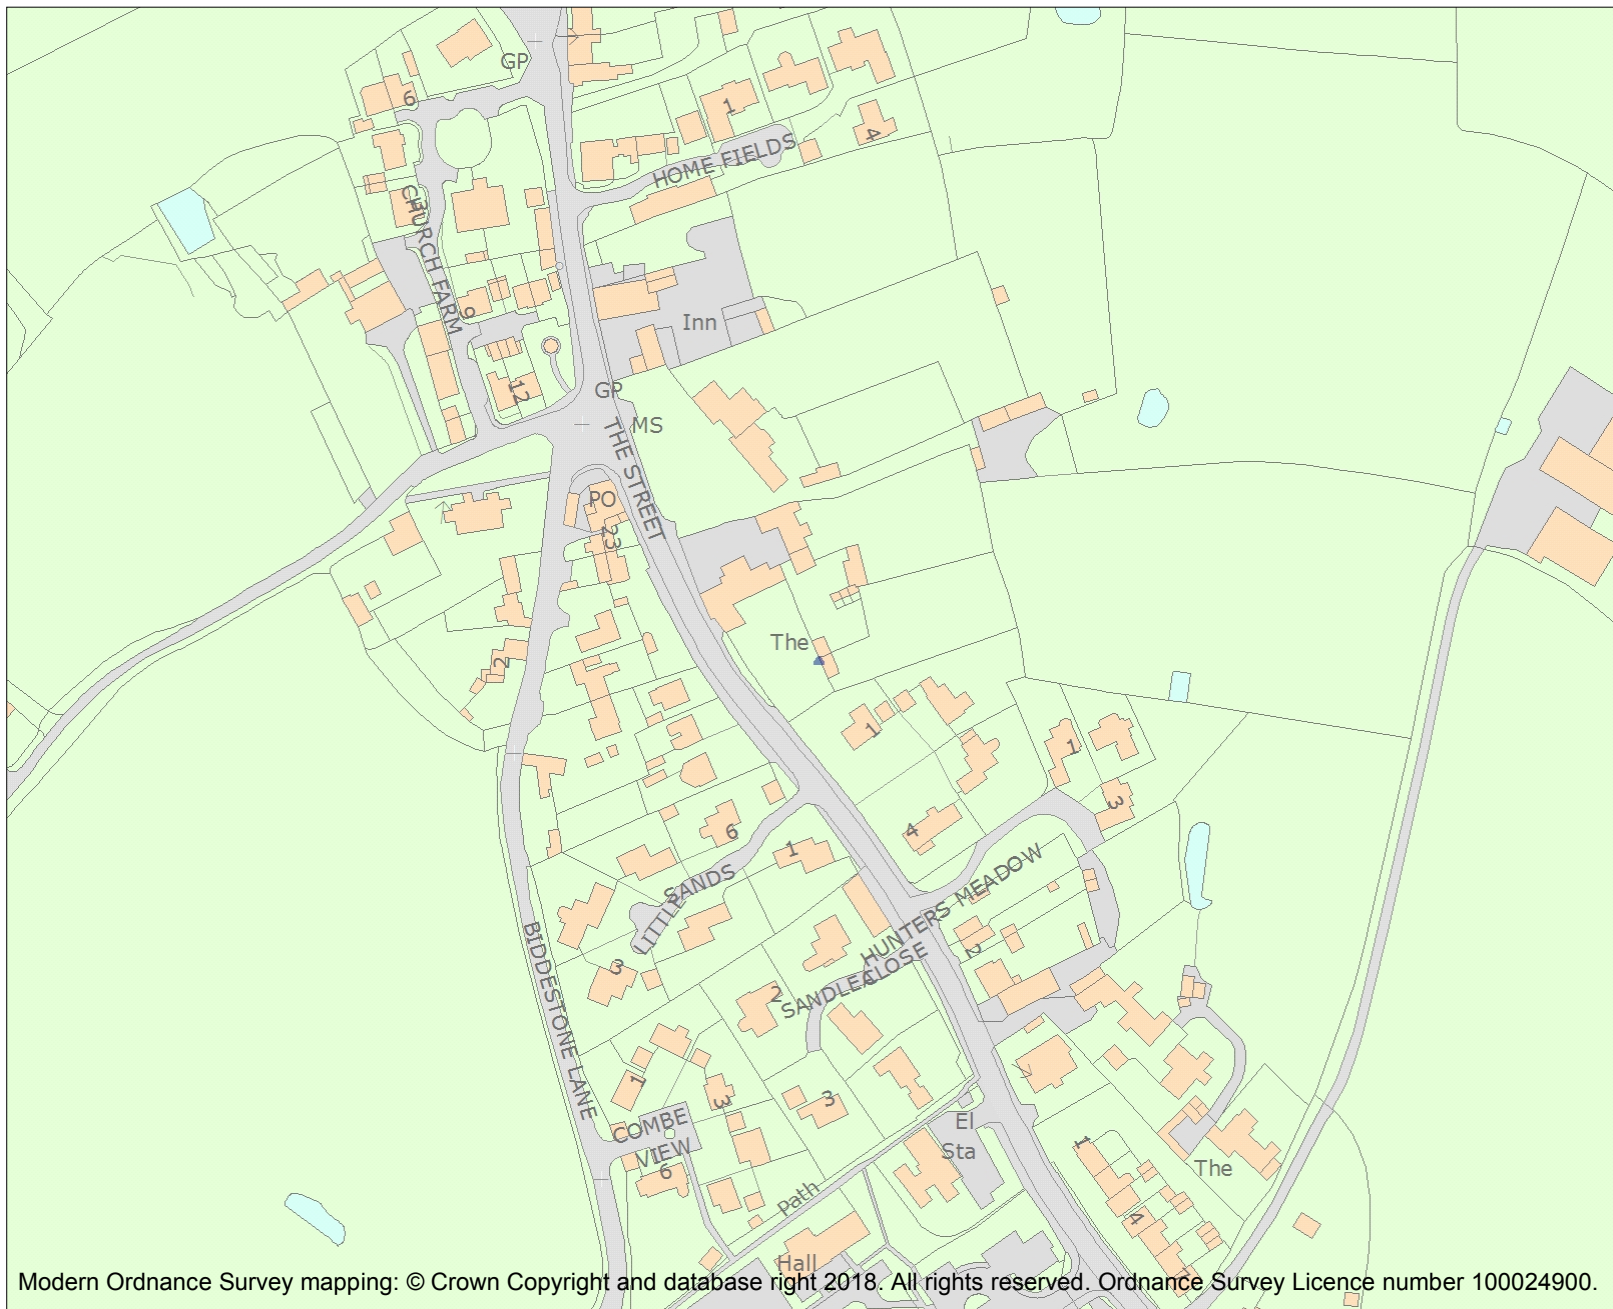 GP
6
1
4
HOME FIELDS
3
CHURCH FARM
9
Inn
12
GP
MS
THE STREET
PO
23
The
2
1
1
3
6
1
4
LITTLE SANDS
HUNTERS MEADOW
2
SANDLEA CLOSE
3
2
BIDDESTONE LANE
1
3
3
COMBE
VIEW
6
El
Sta
1
The
Path
4
Hall
7
Modern Ordnance Survey mapping: © Crown Copyright and database right 2018. All rights reserved. Ordnance Survey Licence number 100024900.